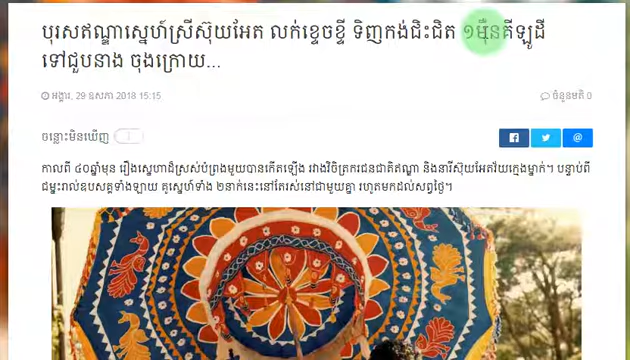 បុរសឥណ្ឌាស្នេហ៍ស្រីស៊ុយអែត លក់ខ្ទេចខ្ទី ទិញកង់ជិះជិត ១ម៉ឺនគីឡូដី
ទៅជួបនាង ចុងក្រោយ...
អង្គារ, 29 ឧសភា 2018 15:15
ចំនួនមតិ 0
ចន្លោះមិនឃើញ
កាលពី ៤០ឆ្នាំមុន រឿងស្នេហាដ៏ស្រស់បំព្រងមួយបានកើតឡើង រវាងវិចិត្រករជនជាតិឥណ្ឌា និងនារីស៊ុយអែតវ័យក្មេងម្នាក់។ បន្ទាប់ពី
ជម្នះរាល់ឧបសគ្គទាំងឡាយ គូស្នេហ៍ទាំង ២នាក់នេះនៅតែរស់នៅជាមួយគ្នា រហូតមកដល់សព្វថ្ងៃ។